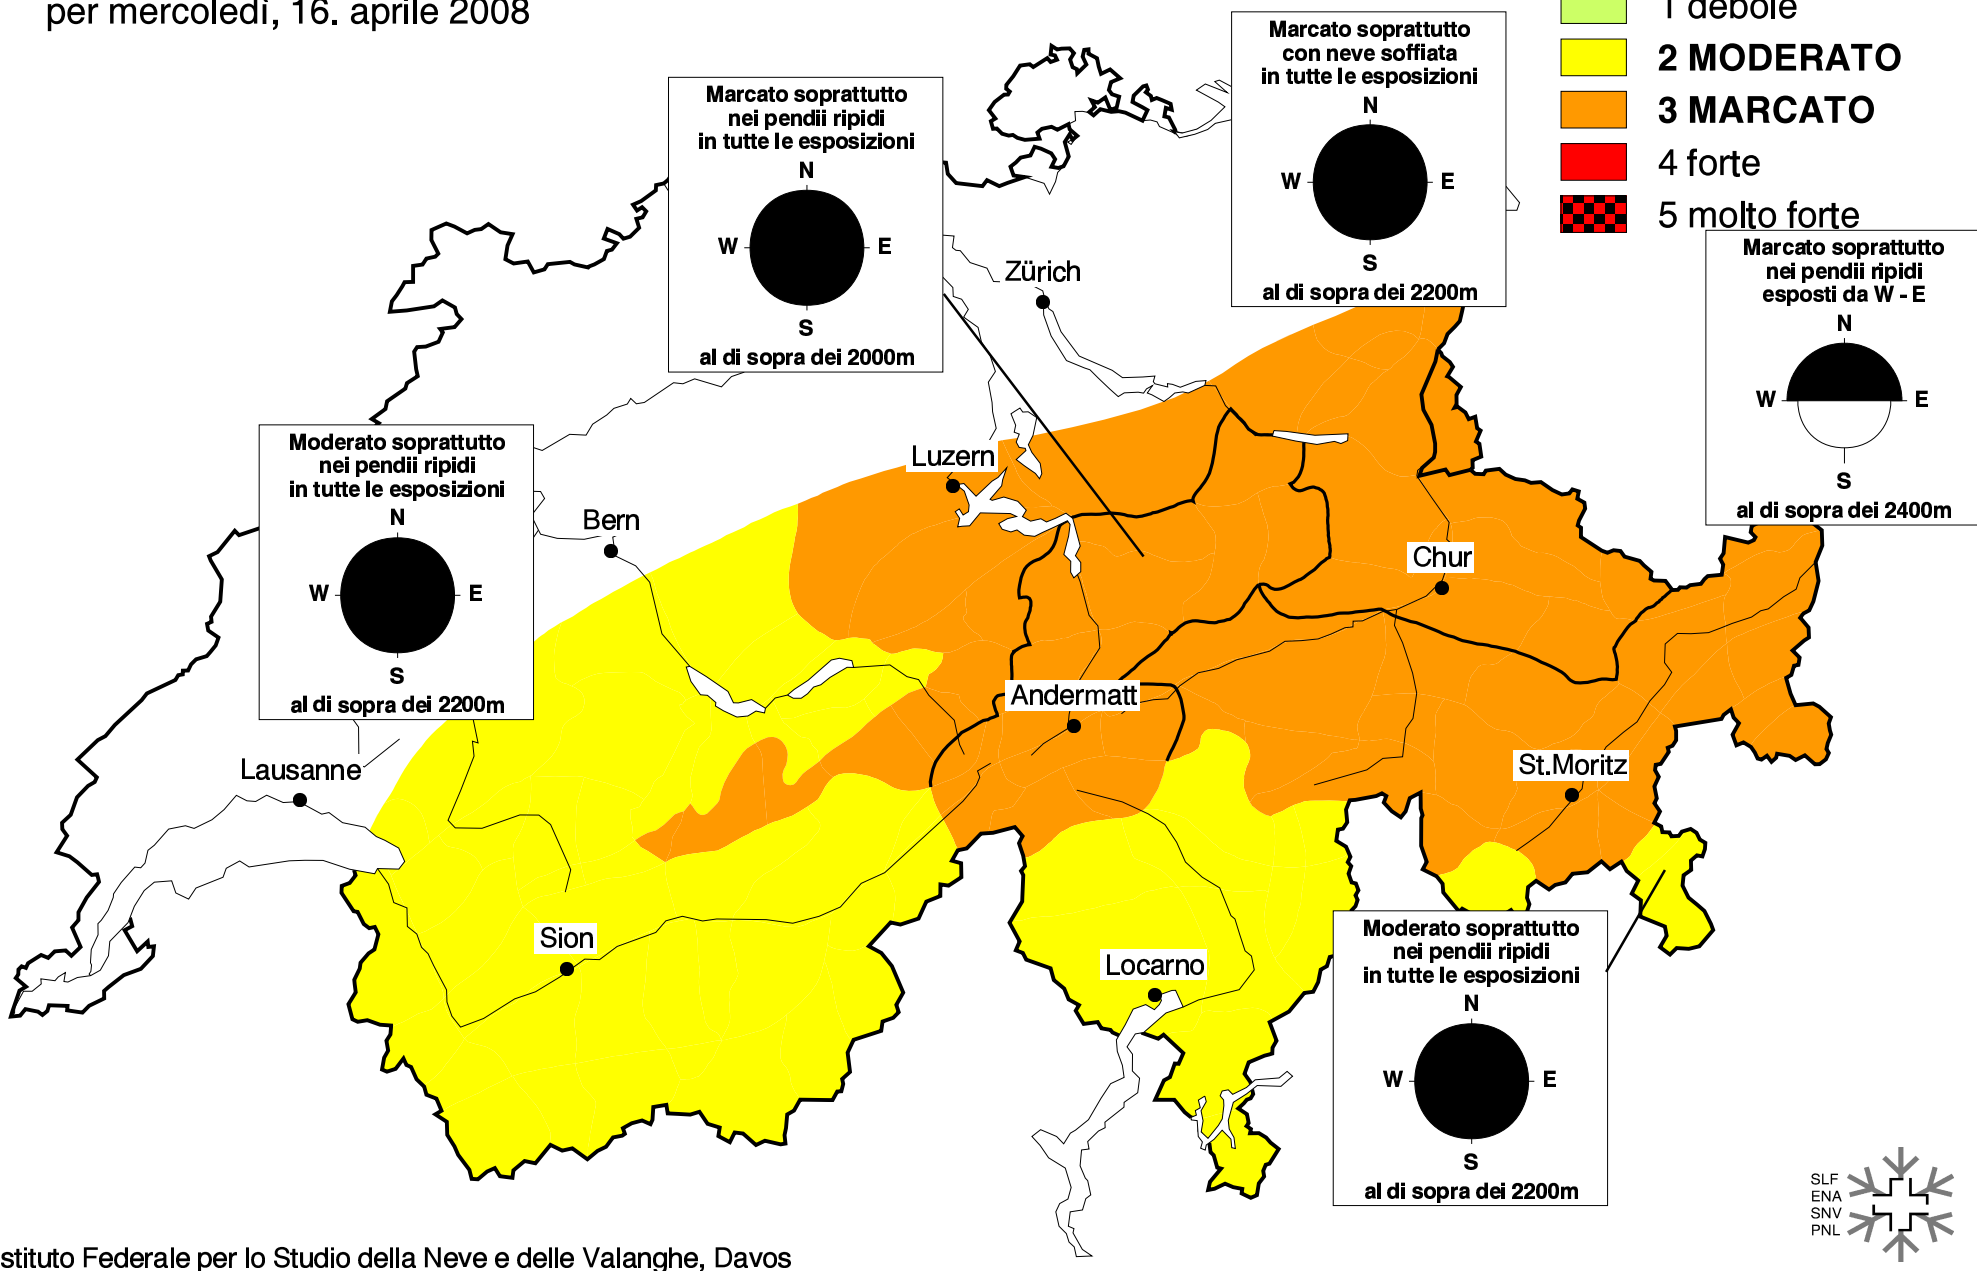 per mercoledì, 16. aprile 2008
1 debole
2 MODERATO
3 MARCATO
4 forte
5 molto forte
Marcato soprattutto
con neve soffiata
in tutte le esposizioni
N
W E
S
al di sopra dei 2200m
Marcato soprattutto
nei pendii ripidi
in tutte le esposizioni
N
W E
S
al di sopra dei 2000m
Marcato soprattutto
nei pendii ripidi
esposti da W - E
N
W E
S
al di sopra dei 2400m
Moderato soprattutto
nei pendii ripidi
in tutte le esposizioni
N
W E
S
al di sopra dei 2200m
Zürich
Luzern
Bern
Chur
Andermatt
Lausanne
St.Moritz
Sion
Locarno
Moderato soprattutto
nei pendii ripidi
in tutte le esposizioni
N
W E
S
al di sopra dei 2200m
SLF
ENA
SNV
PNL
stituto Federale per lo Studio della Neve e delle Valanghe, Davos